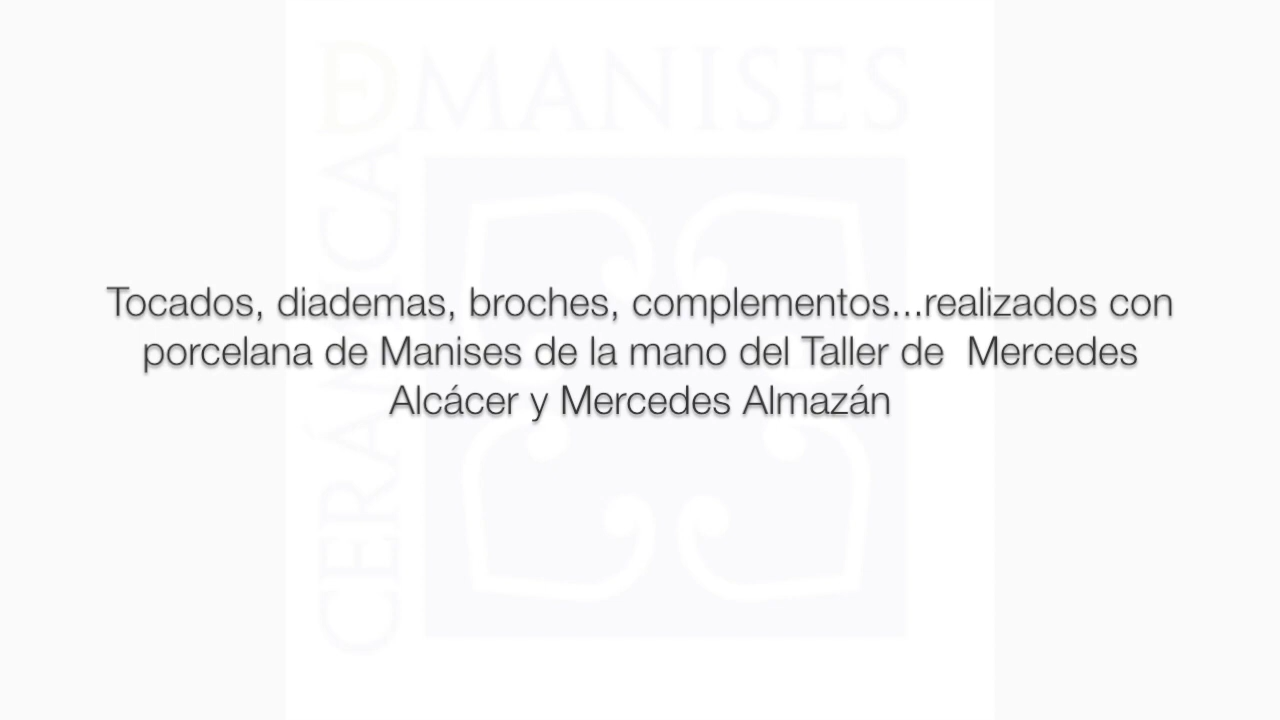 DMANISES
CERÁMICA
Tocados, diademas, broches, complementos...realizados con
porcelana de Manises de la mano del Taller de  Mercedes
Alcácer y Mercedes Almazán